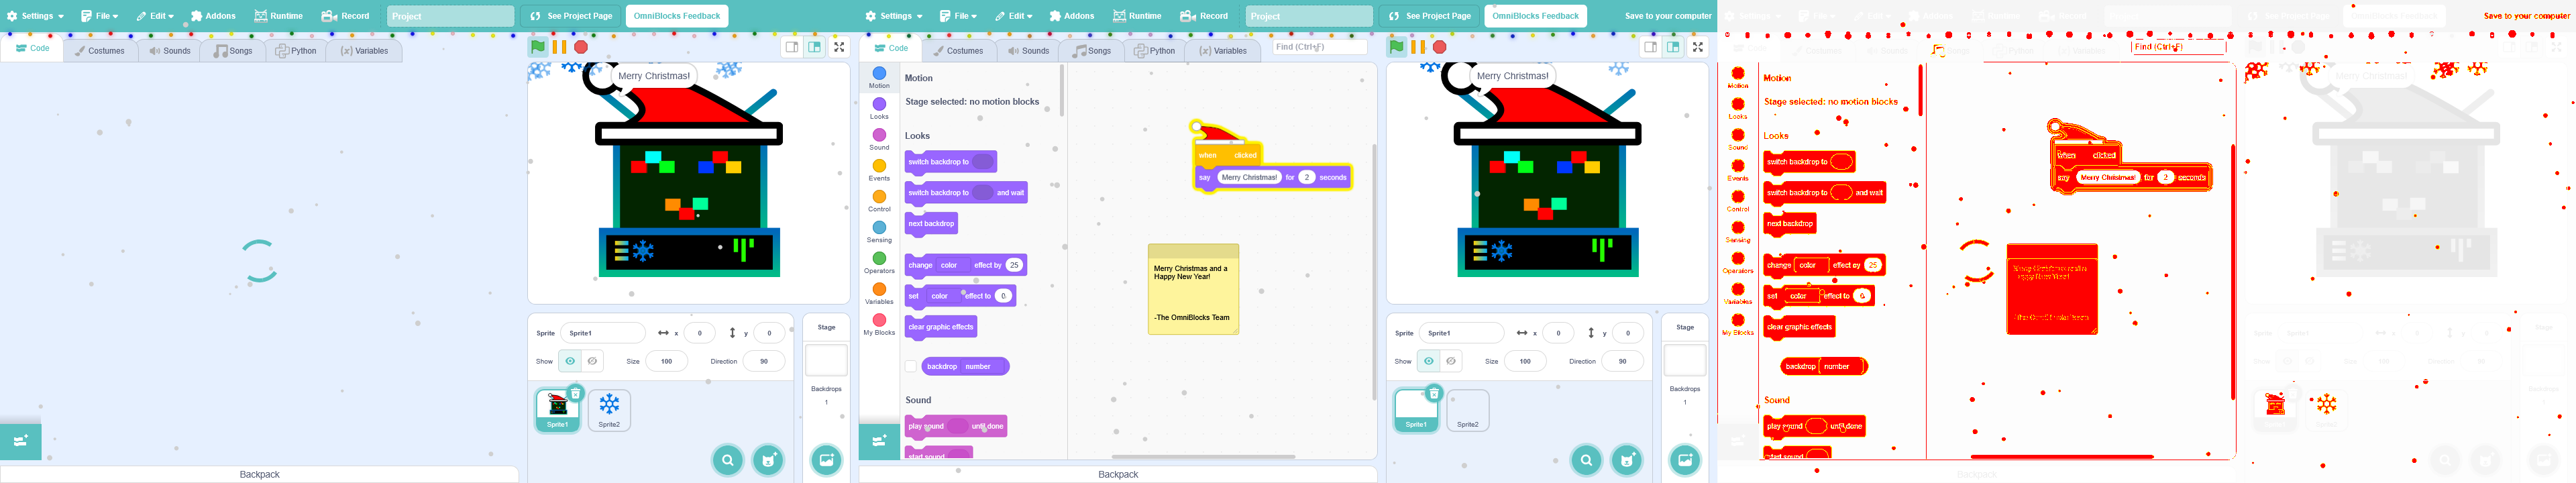 Settings File Edit Addons Runtime Record Project See Project Page OmniBlocks Feedback
Code Costumes Sounds Songs Python Variables
Merry Christmas!
Sprite Sprite1 x 0 y 0
Show Size 100 Direction 90
Stage
Backdrops
1
Sprite1 Sprite2
Backpack
Settings File Edit Addons Runtime Record Project See Project Page OmniBlocks Feedback Save to your computer
Code Costumes Sounds Songs Python Variables Find (Ctrl+F)
Motion
Looks
Sound
Events
Control
Sensing
Operators
Variables
My Blocks
Motion
Stage selected: no motion blocks
Looks
switch backdrop to
switch backdrop to and wait
next backdrop
change color effect by 25
set color effect to 0
clear graphic effects
backdrop number
Sound
play sound until done
start sound
when clicked
say Merry Christmas! for 2 seconds
Merry Christmas and a
Happy New Year!
-The OmniBlocks Team
Merry Christmas!
Sprite Sprite1 x 0 y 0
Show Size 100 Direction 90
Stage
Backdrops
1
Sprite1 Sprite2
Backpack
Save to your computer
Find (Ctrl+F)
Motion
Looks
Sound
Events
Control
Sensing
Operators
Variables
My Blocks
Motion
Stage selected: no motion blocks
Looks
switch backdrop to
switch backdrop to and wait
next backdrop
change color effect by 25
set color effect to
clear graphic effects
backdrop number
Sound
play sound until done
start sound
when clicked
say Merry Christmas! for 2 seconds
Merry Christmas!
Backpack